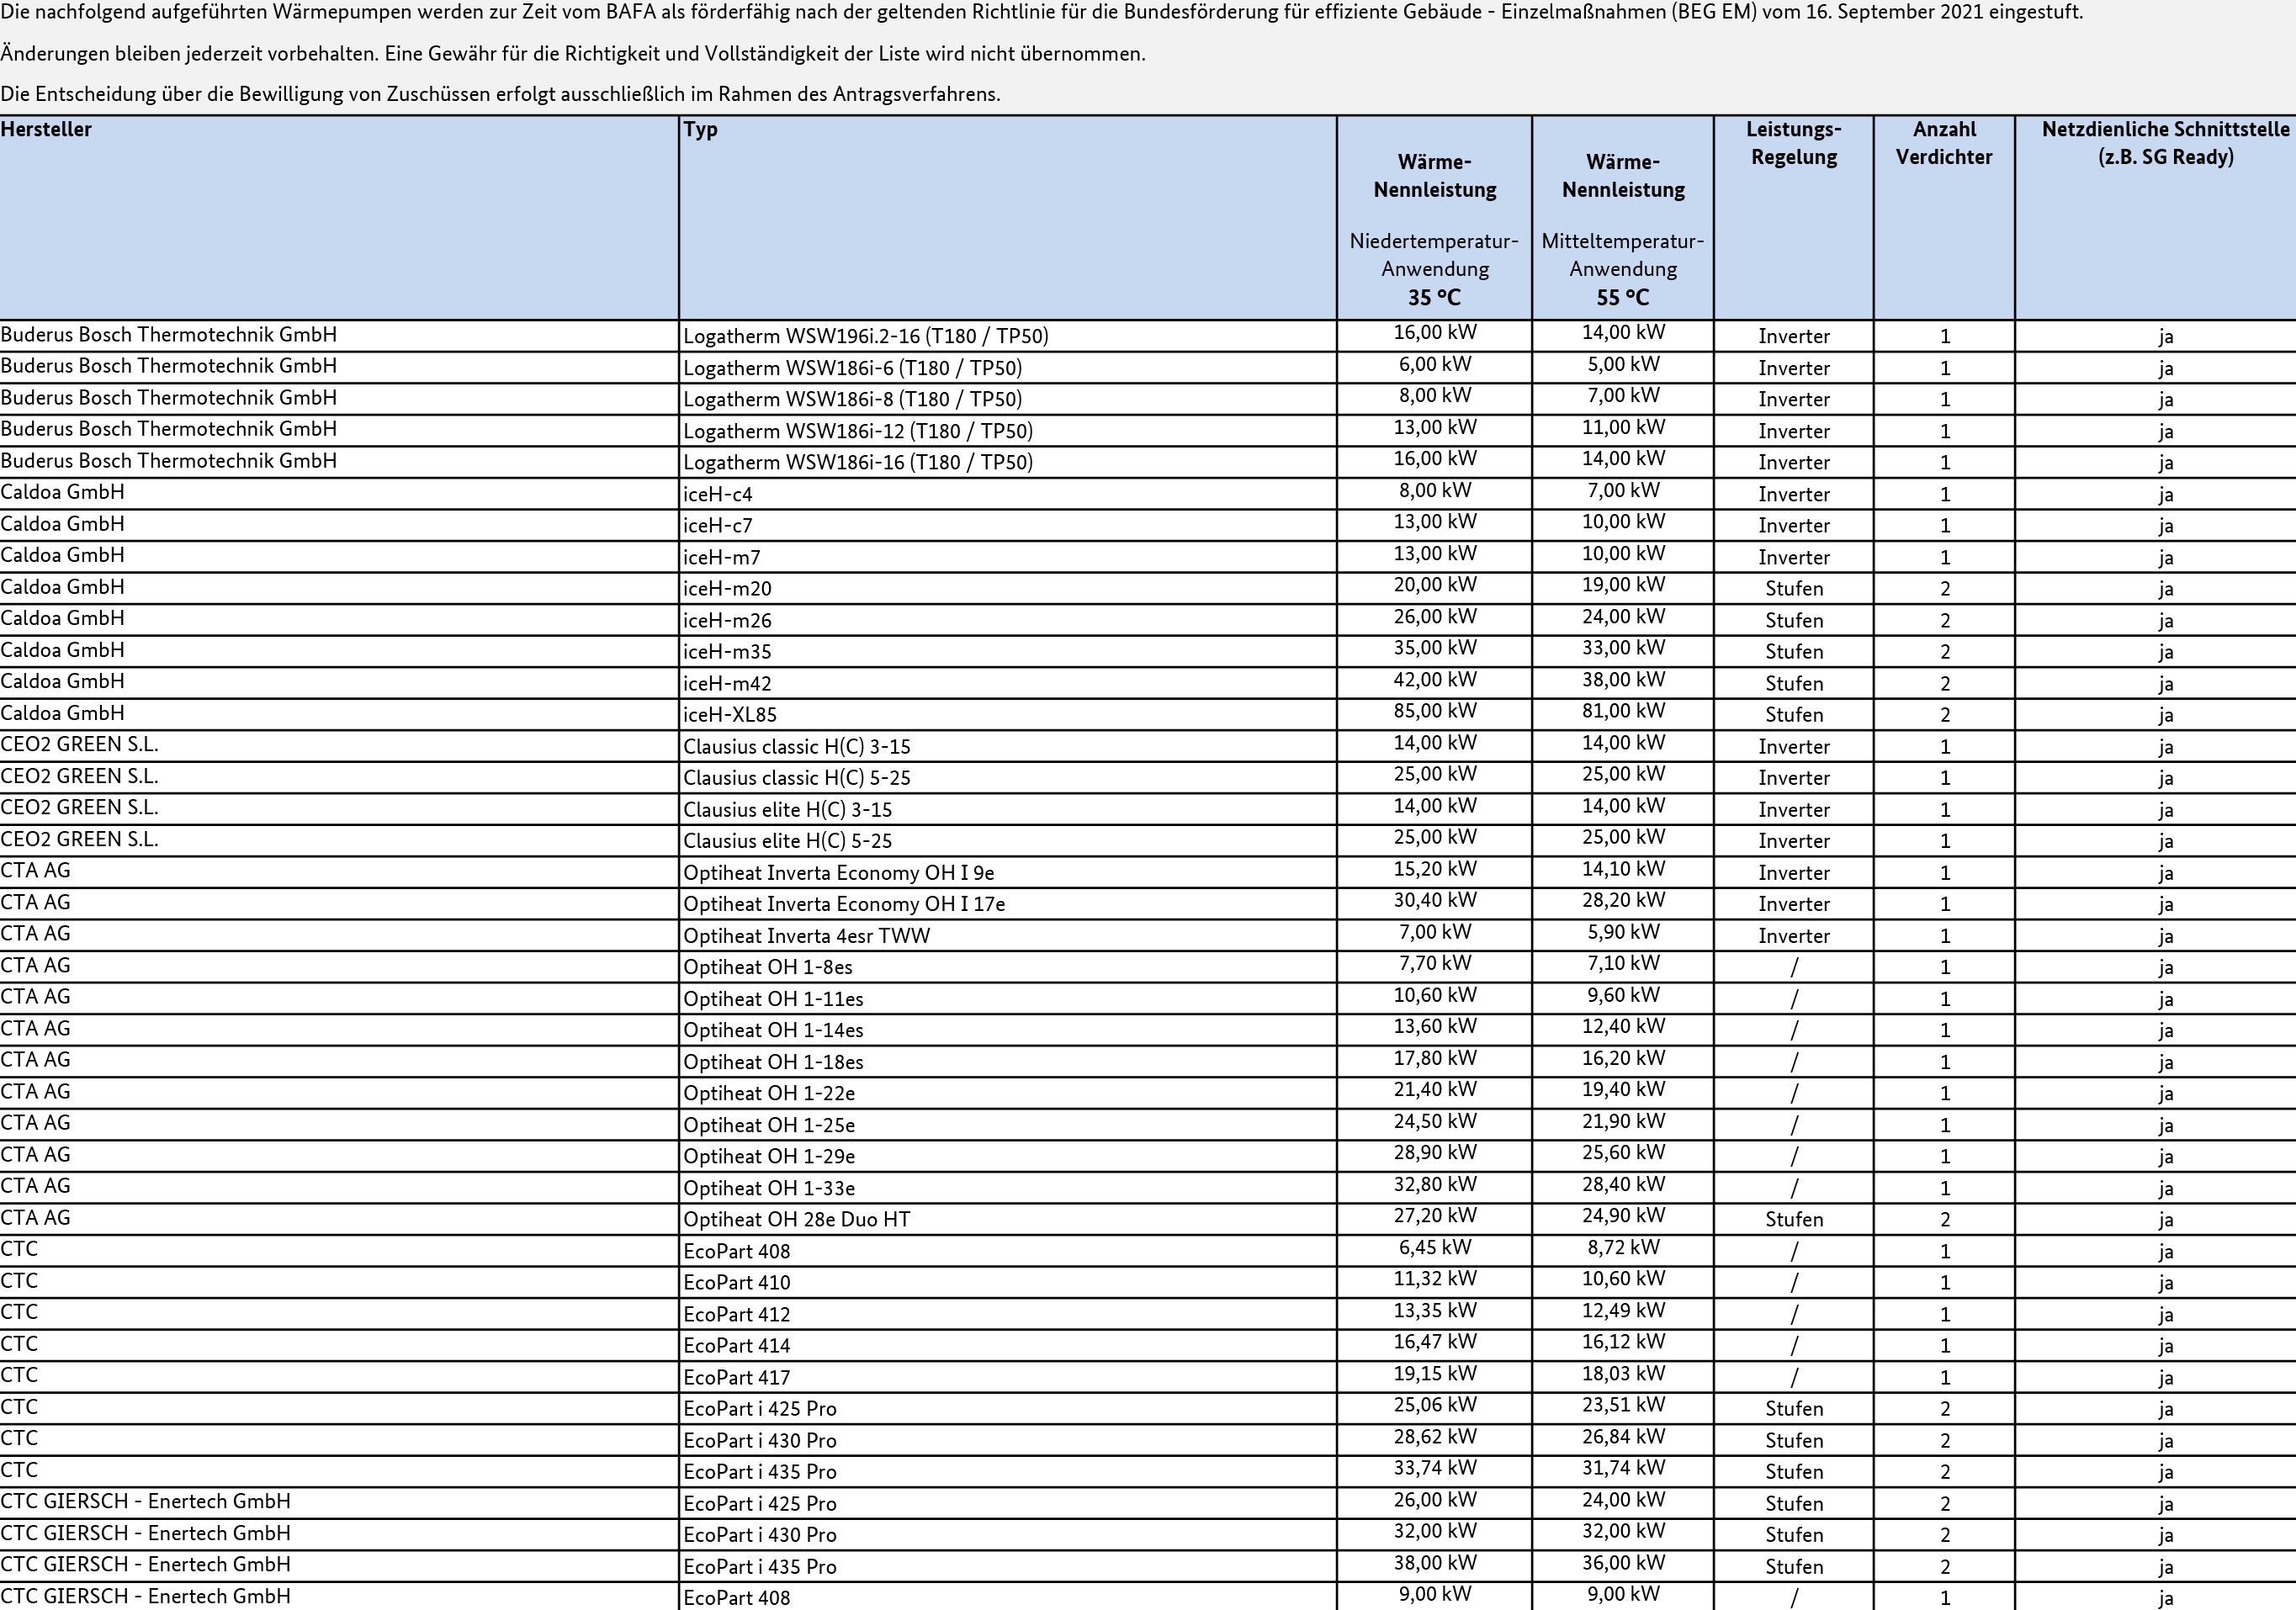 Die nachfolgend aufgeführten Wärmepumpen werden zur Zeit vom BAFA als förderfähig nach der geltenden Richtlinie für die Bundesförderung für effiziente Gebäude - Einzelmaßnahmen (BEG EM) vom 16. September 2021 eingestuft.
Änderungen bleiben jederzeit vorbehalten. Eine Gewähr für die Richtigkeit und Vollständigkeit der Liste wird nicht übernommen.
Die Entscheidung über die Bewilligung von Zuschüssen erfolgt ausschließlich im Rahmen des Antragsverfahrens.
Hersteller Typ Wärme-Nennleistung Niedertemperatur-Anwendung 35 °C Wärme-Nennleistung Mitteltemperatur-Anwendung 55 °C Leistungs-Regelung Anzahl Verdichter Netzdienliche Schnittstelle (z.B. SG Ready)
Buderus Bosch Thermotechnik GmbH Logatherm WSW196i.2-16 (T180 / TP50) 16,00 kW 14,00 kW Inverter 1 ja
Buderus Bosch Thermotechnik GmbH Logatherm WSW186i-6 (T180 / TP50) 6,00 kW 5,00 kW Inverter 1 ja
Buderus Bosch Thermotechnik GmbH Logatherm WSW186i-8 (T180 / TP50) 8,00 kW 7,00 kW Inverter 1 ja
Buderus Bosch Thermotechnik GmbH Logatherm WSW186i-12 (T180 / TP50) 13,00 kW 11,00 kW Inverter 1 ja
Buderus Bosch Thermotechnik GmbH Logatherm WSW186i-16 (T180 / TP50) 16,00 kW 14,00 kW Inverter 1 ja
Caldoa GmbH iceH-c4 8,00 kW 7,00 kW Inverter 1 ja
Caldoa GmbH iceH-c7 13,00 kW 10,00 kW Inverter 1 ja
Caldoa GmbH iceH-m7 13,00 kW 10,00 kW Inverter 1 ja
Caldoa GmbH iceH-m20 20,00 kW 19,00 kW Stufen 2 ja
Caldoa GmbH iceH-m26 26,00 kW 24,00 kW Stufen 2 ja
Caldoa GmbH iceH-m35 35,00 kW 33,00 kW Stufen 2 ja
Caldoa GmbH iceH-m42 42,00 kW 38,00 kW Stufen 2 ja
Caldoa GmbH iceH-XL85 85,00 kW 81,00 kW Stufen 2 ja
CEO2 GREEN S.L. Clausius classic H(C) 3-15 14,00 kW 14,00 kW Inverter 1 ja
CEO2 GREEN S.L. Clausius classic H(C) 5-25 25,00 kW 25,00 kW Inverter 1 ja
CEO2 GREEN S.L. Clausius elite H(C) 3-15 14,00 kW 14,00 kW Inverter 1 ja
CEO2 GREEN S.L. Clausius elite H(C) 5-25 25,00 kW 25,00 kW Inverter 1 ja
CTA AG Optiheat Inverta Economy OH I 9e 15,20 kW 14,10 kW Inverter 1 ja
CTA AG Optiheat Inverta Economy OH I 17e 30,40 kW 28,20 kW Inverter 1 ja
CTA AG Optiheat Inverta 4esr TWW 7,00 kW 5,90 kW Inverter 1 ja
CTA AG Optiheat OH 1-8es 7,70 kW 7,10 kW / 1 ja
CTA AG Optiheat OH 1-11es 10,60 kW 9,60 kW / 1 ja
CTA AG Optiheat OH 1-14es 13,60 kW 12,40 kW / 1 ja
CTA AG Optiheat OH 1-18es 17,80 kW 16,20 kW / 1 ja
CTA AG Optiheat OH 1-22e 21,40 kW 19,40 kW / 1 ja
CTA AG Optiheat OH 1-25e 24,50 kW 21,90 kW / 1 ja
CTA AG Optiheat OH 1-29e 28,90 kW 25,60 kW / 1 ja
CTA AG Optiheat OH 1-33e 32,80 kW 28,40 kW / 1 ja
CTA AG Optiheat OH 28e Duo HT 27,20 kW 24,90 kW Stufen 2 ja
CTC EcoPart 408 6,45 kW 8,72 kW / 1 ja
CTC EcoPart 410 11,32 kW 10,60 kW / 1 ja
CTC EcoPart 412 13,35 kW 12,49 kW / 1 ja
CTC EcoPart 414 16,47 kW 16,12 kW / 1 ja
CTC EcoPart 417 19,15 kW 18,03 kW / 1 ja
CTC EcoPart i 425 Pro 25,06 kW 23,51 kW Stufen 2 ja
CTC EcoPart i 430 Pro 28,62 kW 26,84 kW Stufen 2 ja
CTC EcoPart i 435 Pro 33,74 kW 31,74 kW Stufen 2 ja
CTC GIERSCH - Enertech GmbH EcoPart i 425 Pro 26,00 kW 24,00 kW Stufen 2 ja
CTC GIERSCH - Enertech GmbH EcoPart i 430 Pro 32,00 kW 32,00 kW Stufen 2 ja
CTC GIERSCH - Enertech GmbH EcoPart i 435 Pro 38,00 kW 36,00 kW Stufen 2 ja
CTC GIERSCH - Enertech GmbH EcoPart 408 9,00 kW 9,00 kW / 1 ja